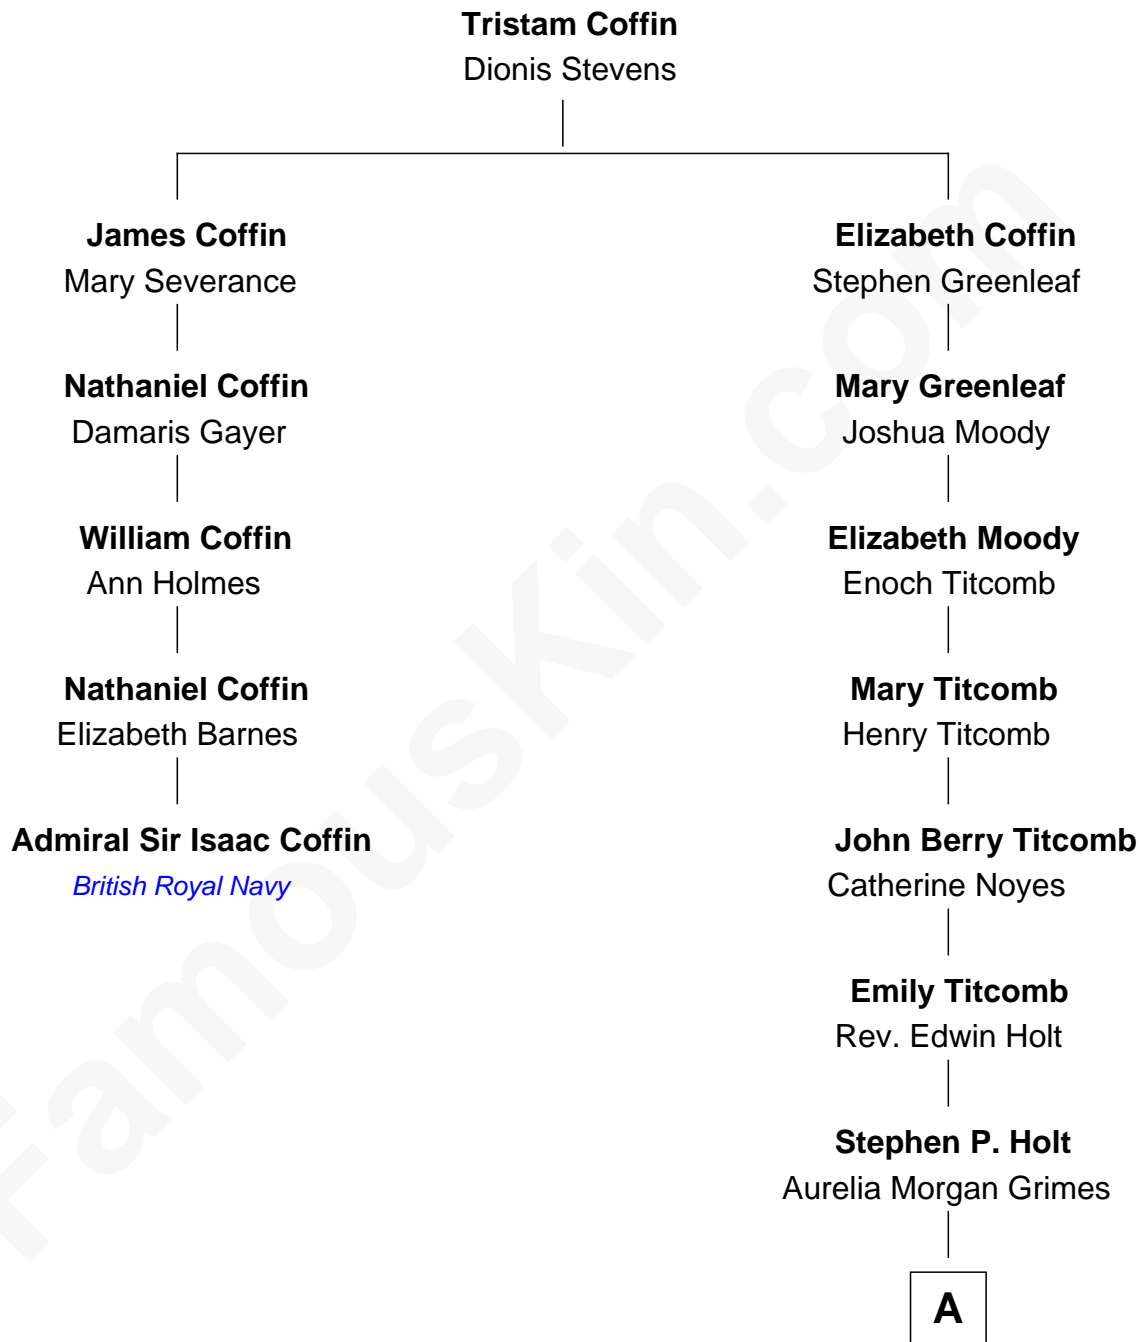 Tristam Coffin
Dionis Stevens
James Coffin
Mary Severance
Nathaniel Coffin
Damaris Gayer
William Coffin
Ann Holmes
Nathaniel Coffin
Elizabeth Barnes
Admiral Sir Isaac Coffin
British Royal Navy
Elizabeth Coffin
Stephen Greenleaf
Mary Greenleaf
Joshua Moody
Elizabeth Moody
Enoch Titcomb
Mary Titcomb
Henry Titcomb
John Berry Titcomb
Catherine Noyes
Emily Titcomb
Rev. Edwin Holt
Stephen P. Holt
Aurelia Morgan Grimes
A
FamousKin.com